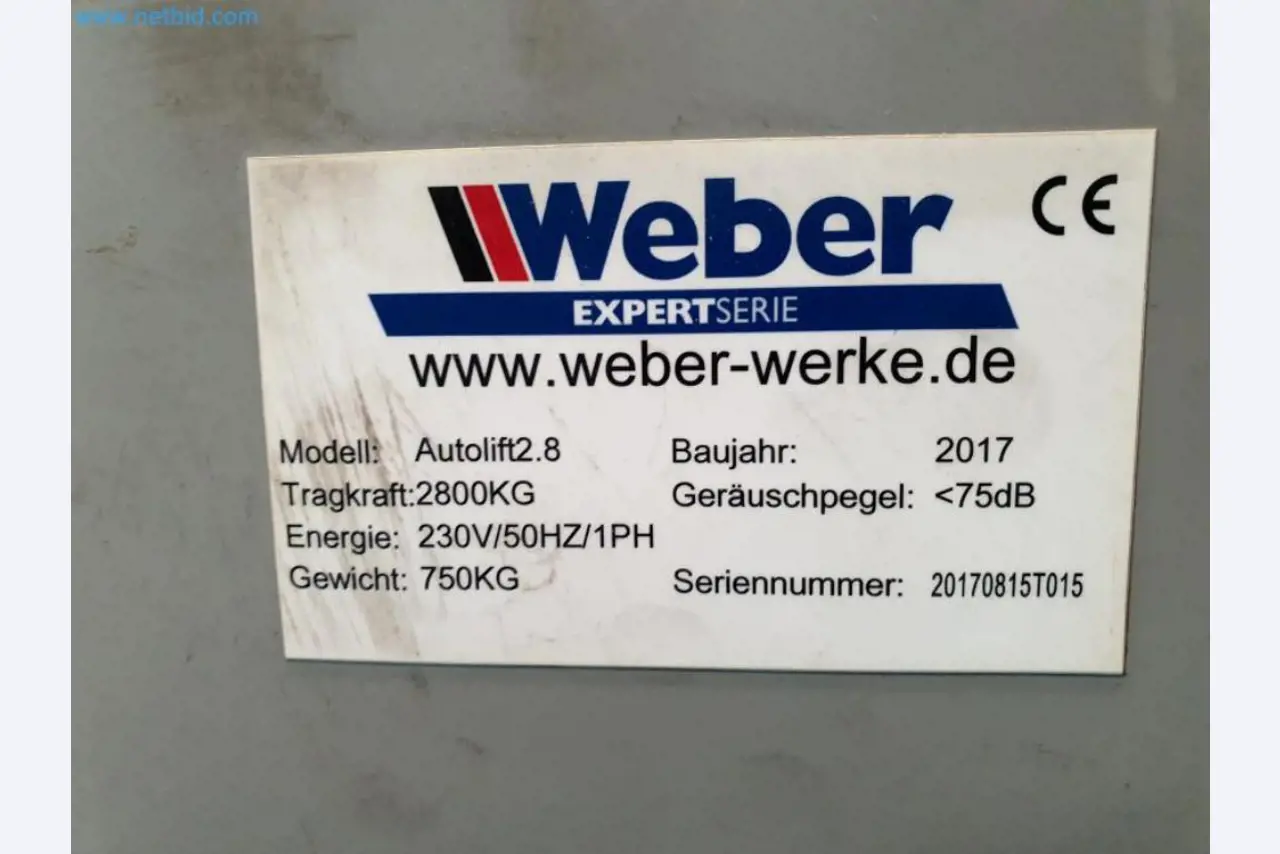 www.netbid.com
Weber
CE
EXPERTSERIE
www.weber-werke.de
Modell: Autolift2.8 Baujahr: 2017
Tragkraft:2800KG Geräuschpegel: <75dB
Energie: 230V/50HZ/1PH
Gewicht: 750KG Seriennummer: 20170815T015